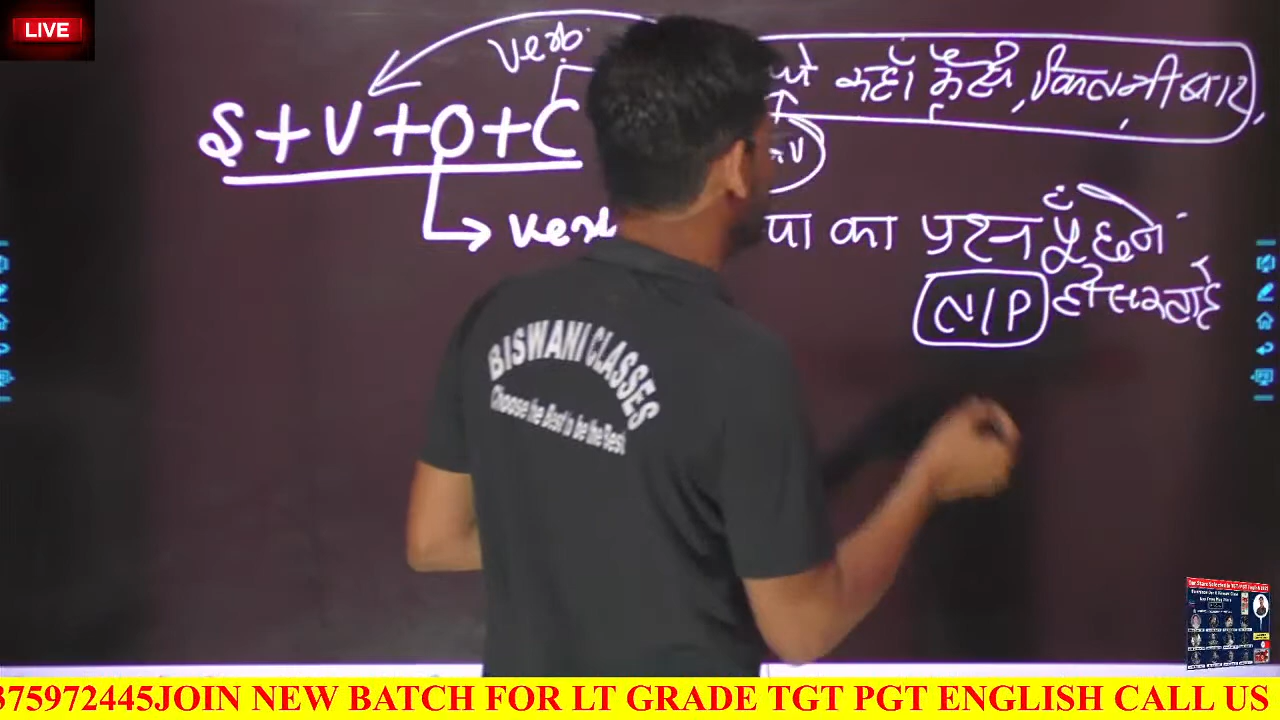 LIVE
verb
कहाँ कैसे, कितनी बार,
S+V+O+C
V
→ verb
का प्रश्न पूँछने
N/P हो सकता है
BISWANI CLASSES
Choose the Best to be the Best
375972445JOIN NEW BATCH FOR LT GRADE TGT PGT ENGLISH CALL US